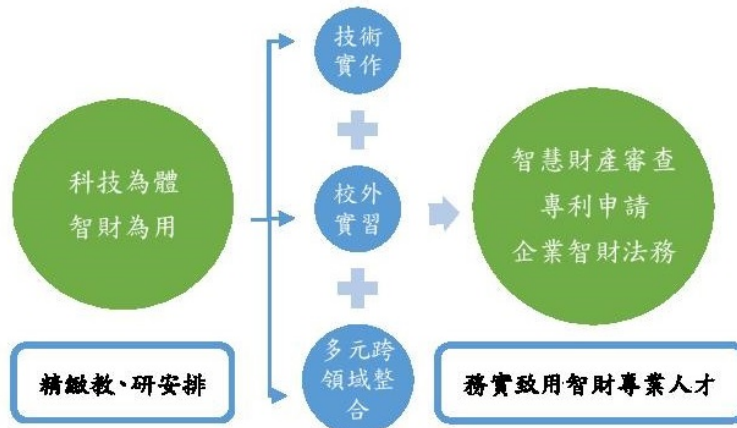 科技為體
智財為用
精緻教、研安排
技術
實作
校外
實習
多元跨
領域整
合
智慧財產審查
專利申請
企業智財法務
務實致用智財專業人才